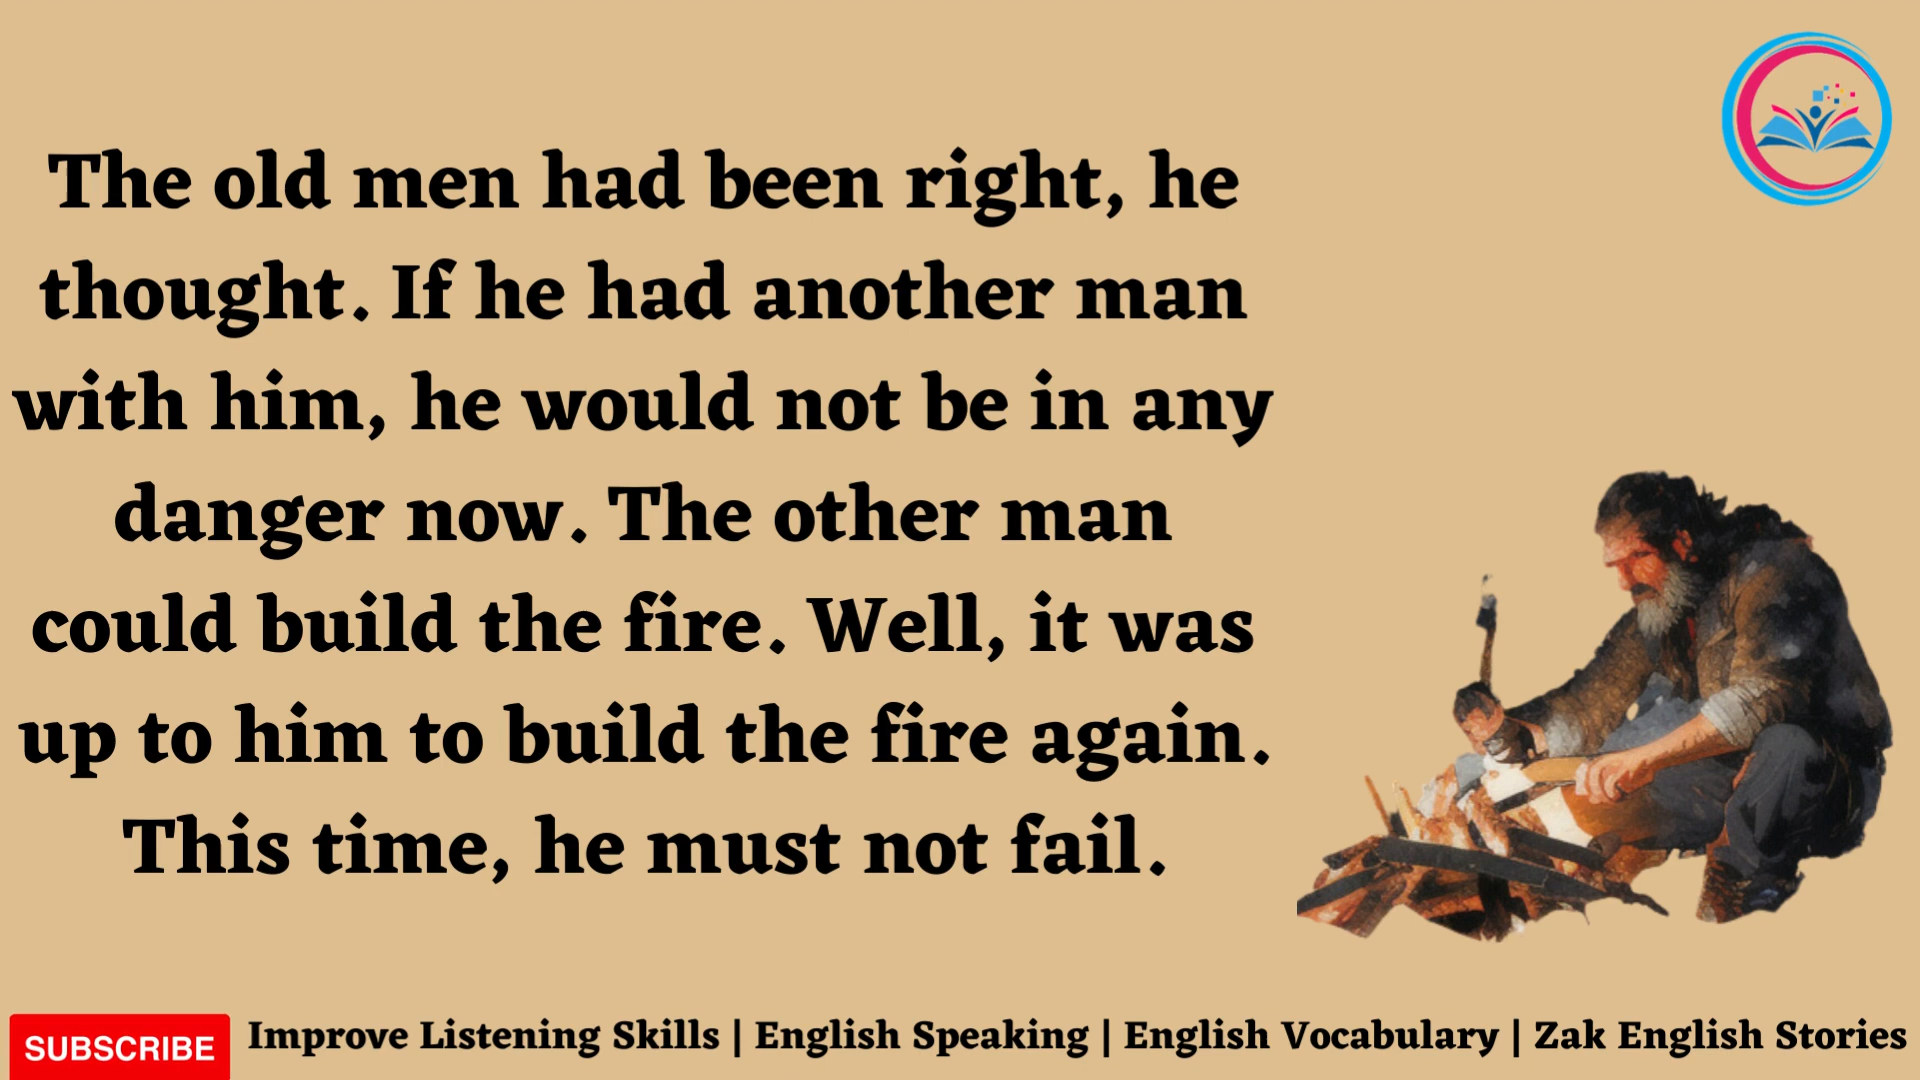 The old men had been right, he
thought. If he had another man
with him, he would not be in any
danger now. The other man
could build the fire. Well, it was
up to him to build the fire again.
This time, he must not fail.
SUBSCRIBE
Improve Listening Skills | English Speaking | English Vocabulary | Zak English Stories